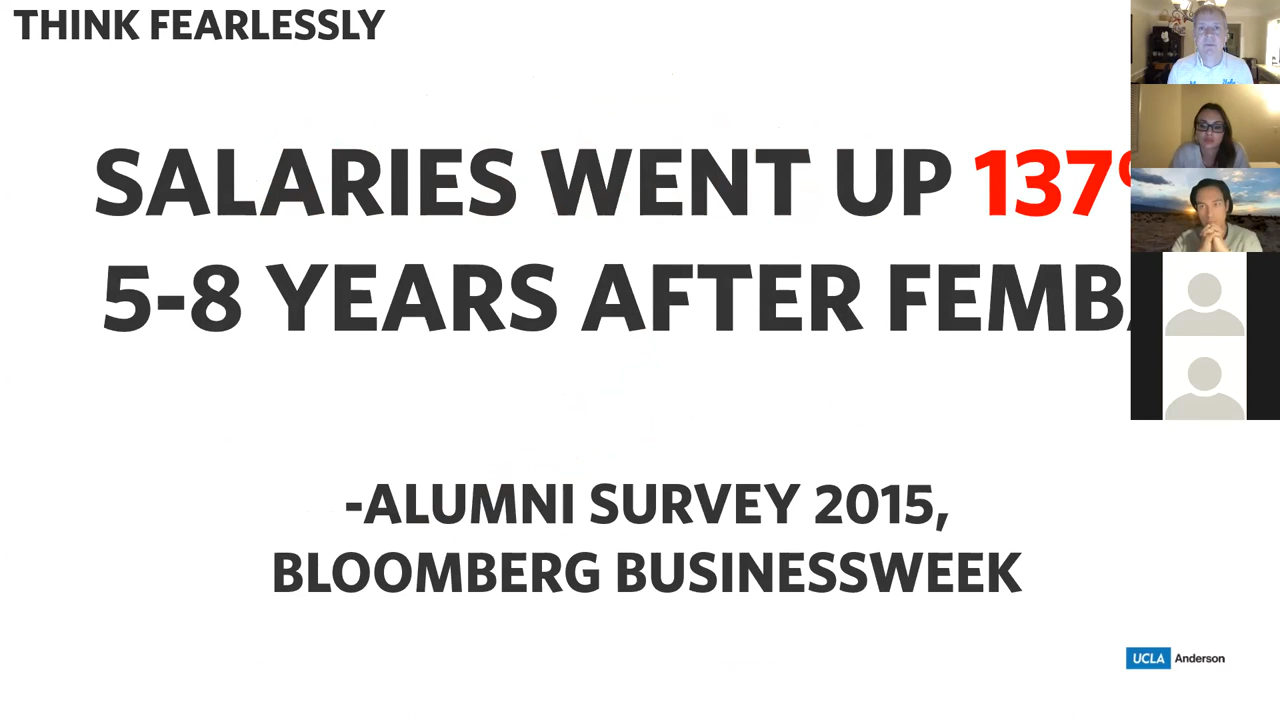 THINK FEARLESSLY
SALARIES WENT UP 137
5-8 YEARS AFTER FEMB
-ALUMNI SURVEY 2015,
BLOOMBERG BUSINESSWEEK
UCLA Anderson